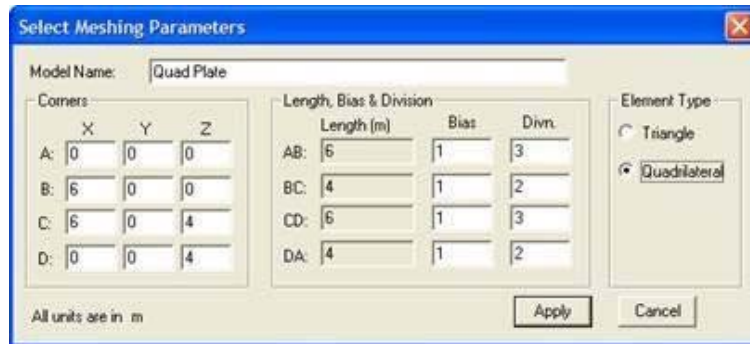 Select Meshing Parameters
Model Name: Quad Plate
Corners
X Y Z
A: 0 0 0
B: 6 0 0
C: 6 0 4
D: 0 0 4
Length, Bias & Division
Length (m) Bias Divn.
AB: 6 1 3
BC: 4 1 2
CD: 6 1 3
DA: 4 1 2
Element Type
Triangle
Quadrilateral
All units are in m
Apply Cancel